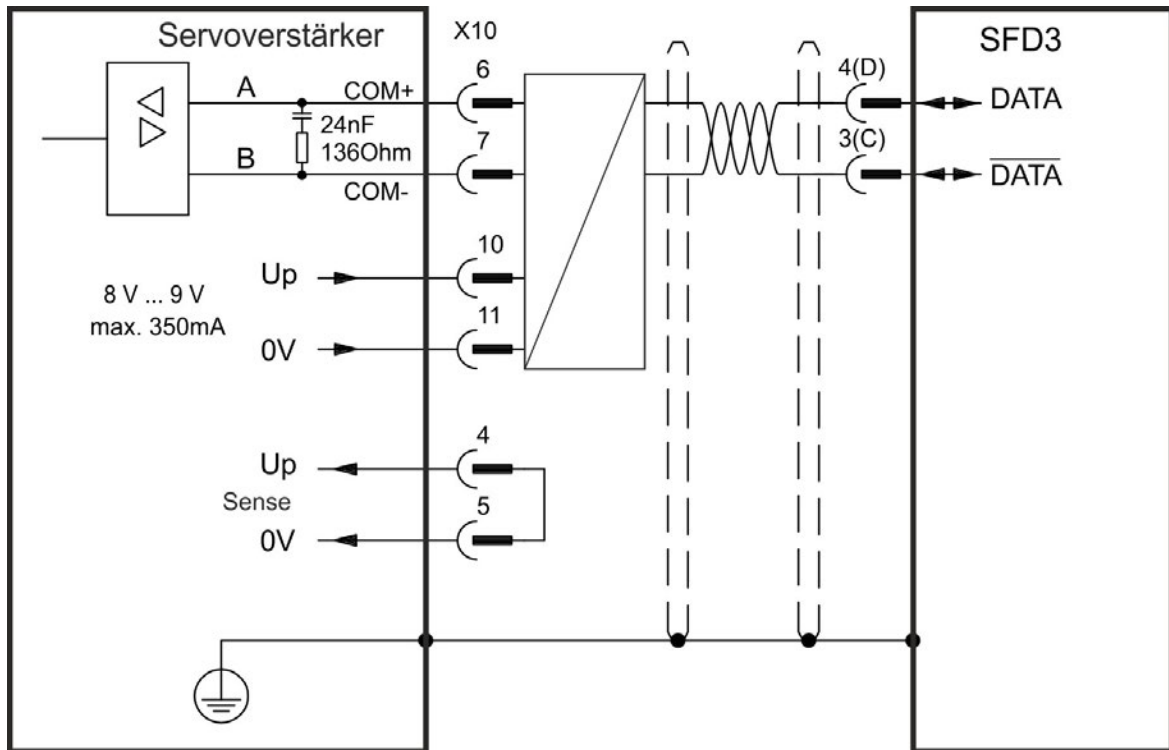 Servoverstärker
X10
SFD3
A
COM+
6
4(D)
DATA
24nF
136Ohm
7
3(C)
B
COM-
DATA
10
Up
8 V ... 9 V
max. 350mA
11
0V
4
Up
Sense
5
0V